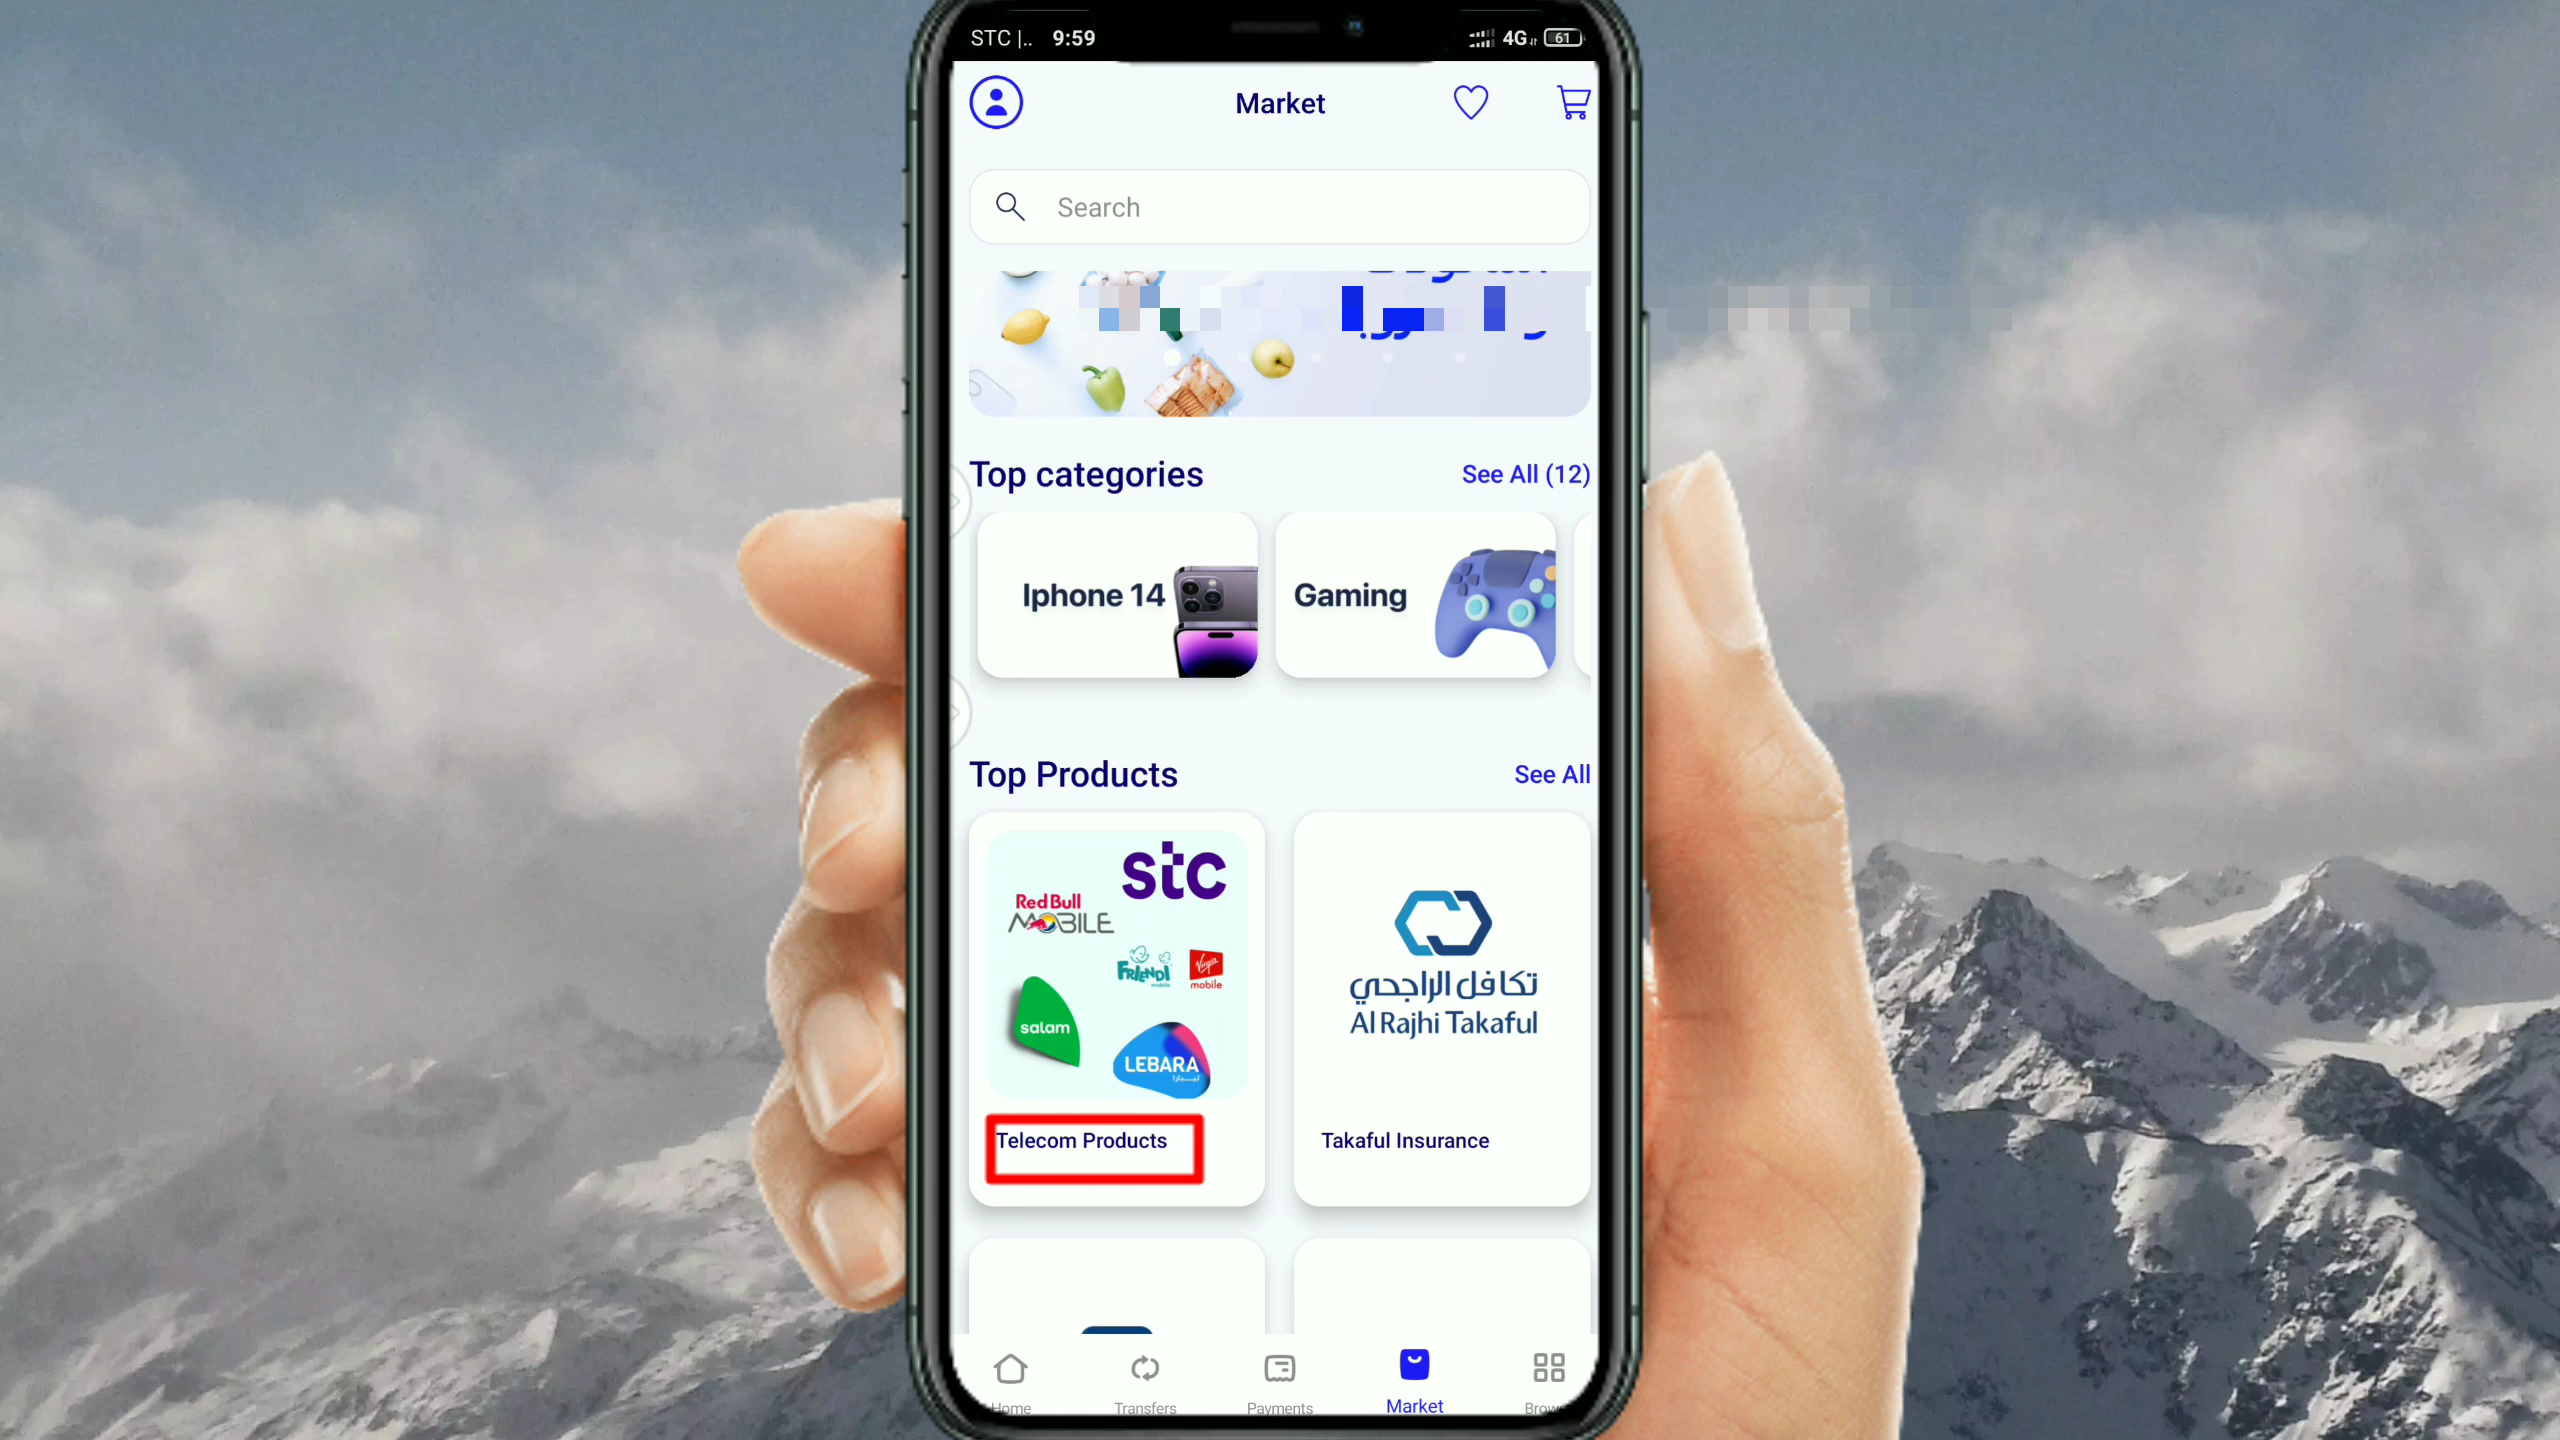 STC |.. 9:59 4G 61
Market
Search
Top categories See All (12)
Iphone 14 Gaming
Top Products See All
stc
Red Bull
MOBILE
FRiENDi
mobile
Virgin
mobile
salam
LEBARA
ليبارا
تكافل الراجحي
Al Rajhi Takaful
Telecom Products Takaful Insurance
Home Transfers Payments Market Brow